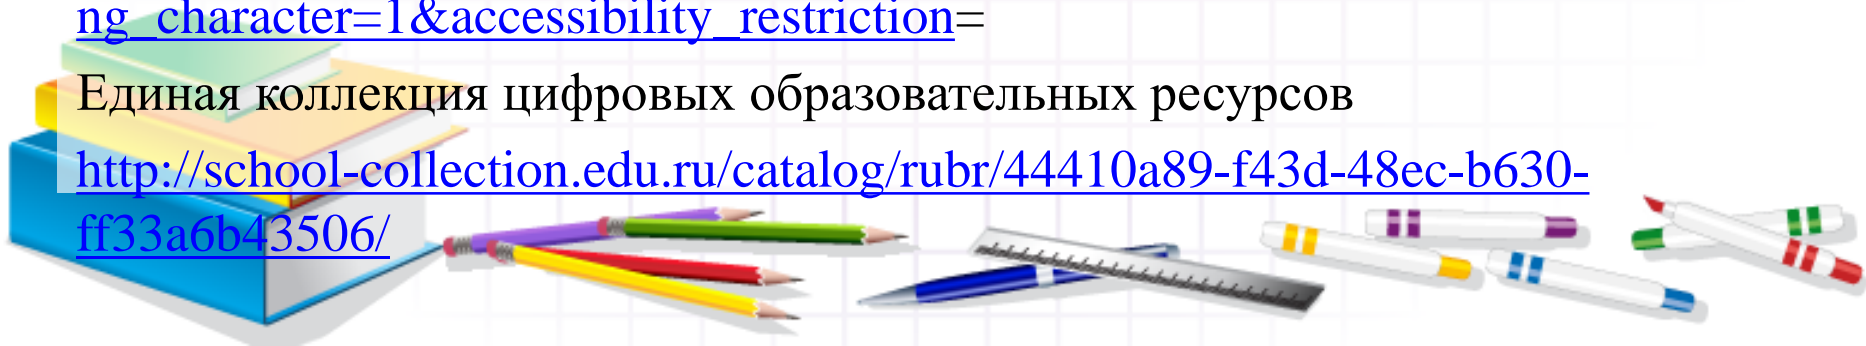 ng_character=1&accessibility_restriction=
Единая коллекция цифровых образовательных ресурсов
http://school-collection.edu.ru/catalog/rubr/44410a89-f43d-48ec-b630-
ff33a6b43506/